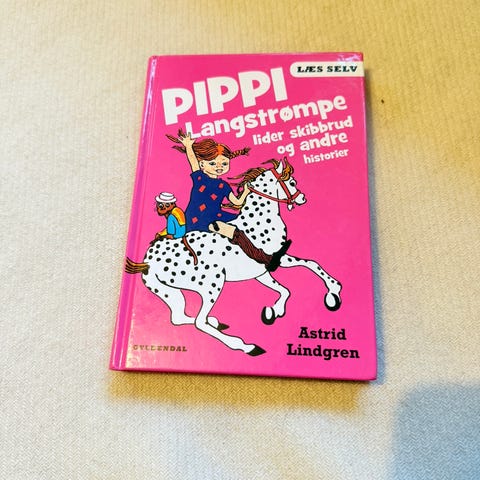 LÆS SELV
PIPPI
Langstrømpe
lider skibbrud
og andre
historier
Astrid
Lindgren
GYLDENDAL